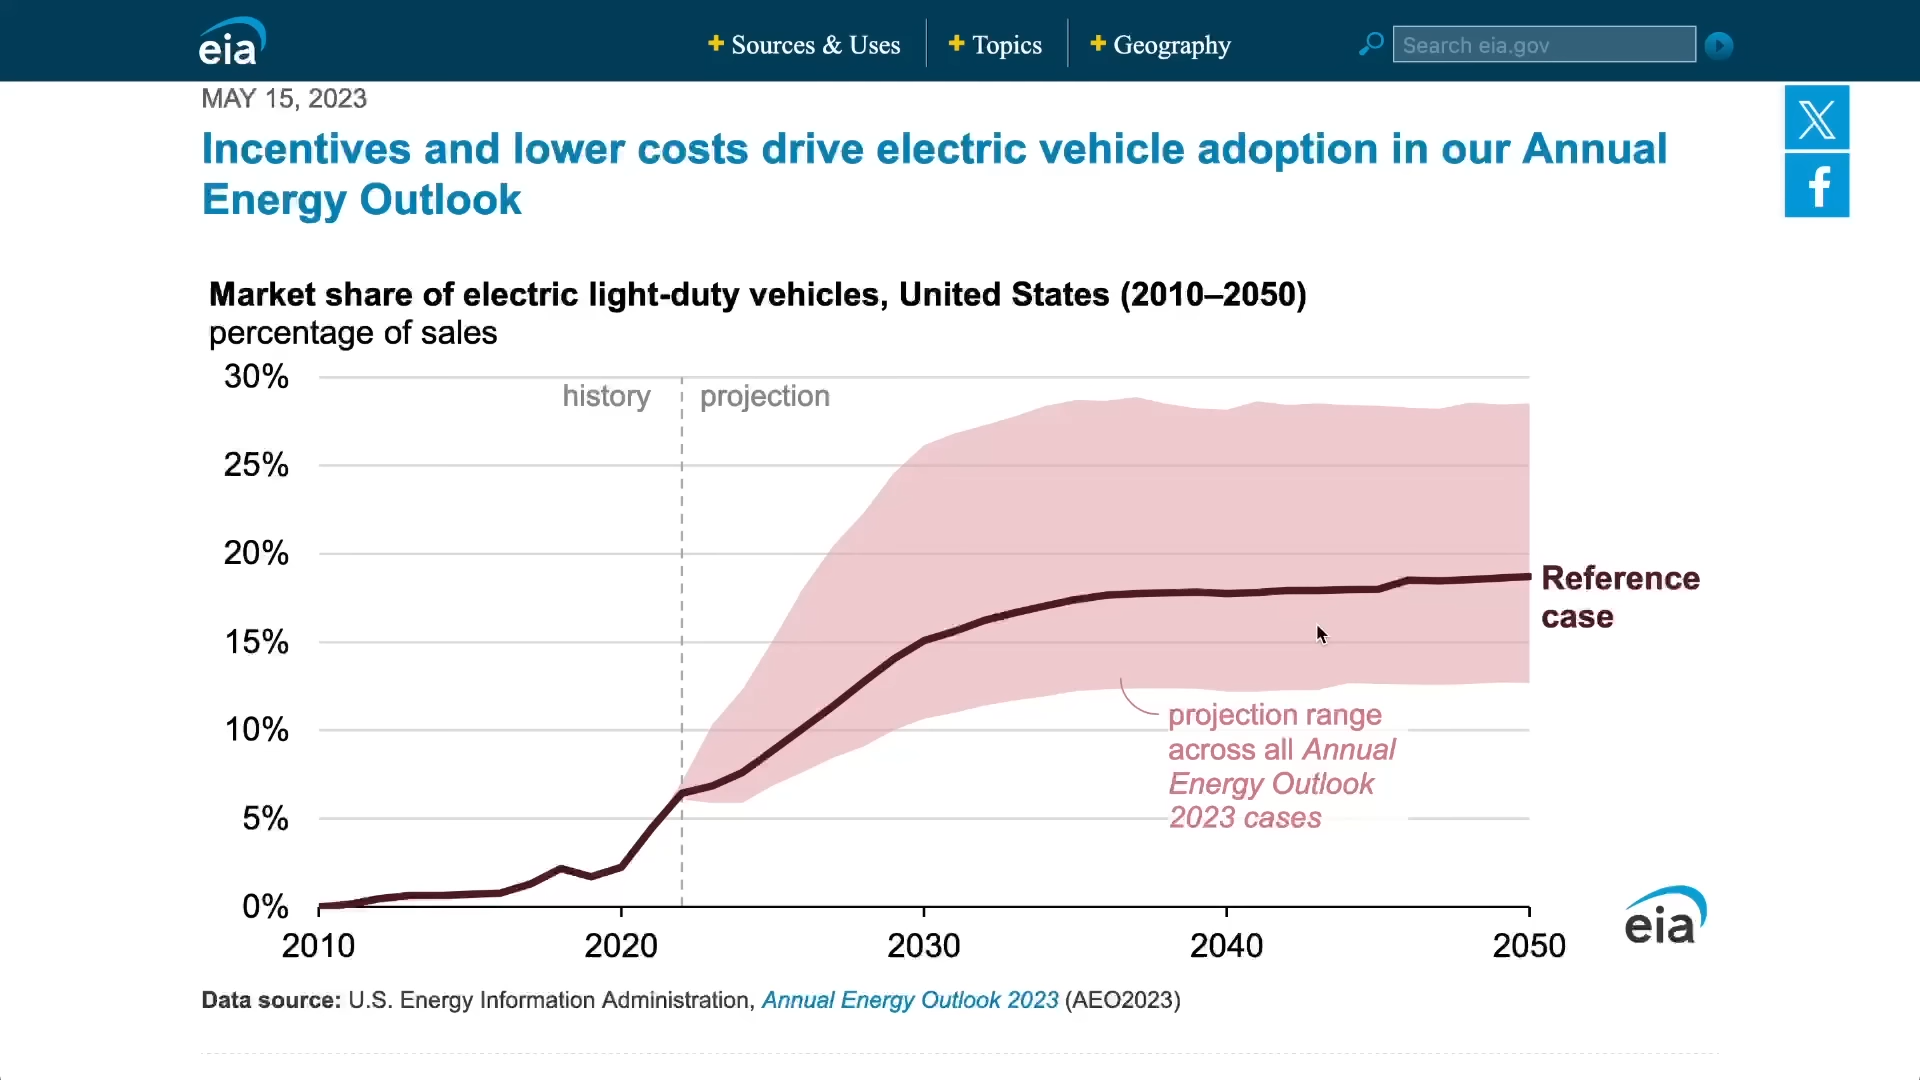 eia
Sources & Uses
Topics
Geography
Search eia.gov
MAY 15, 2023
Incentives and lower costs drive electric vehicle adoption in our Annual
Energy Outlook
Market share of electric light-duty vehicles, United States (2010–2050)
percentage of sales
30%
25%
20%
15%
10%
5%
0%
history
projection
Reference
case
projection range
across all Annual
Energy Outlook
2023 cases
2010
2020
2030
2040
2050
eia
Data source: U.S. Energy Information Administration, Annual Energy Outlook 2023 (AEO2023)